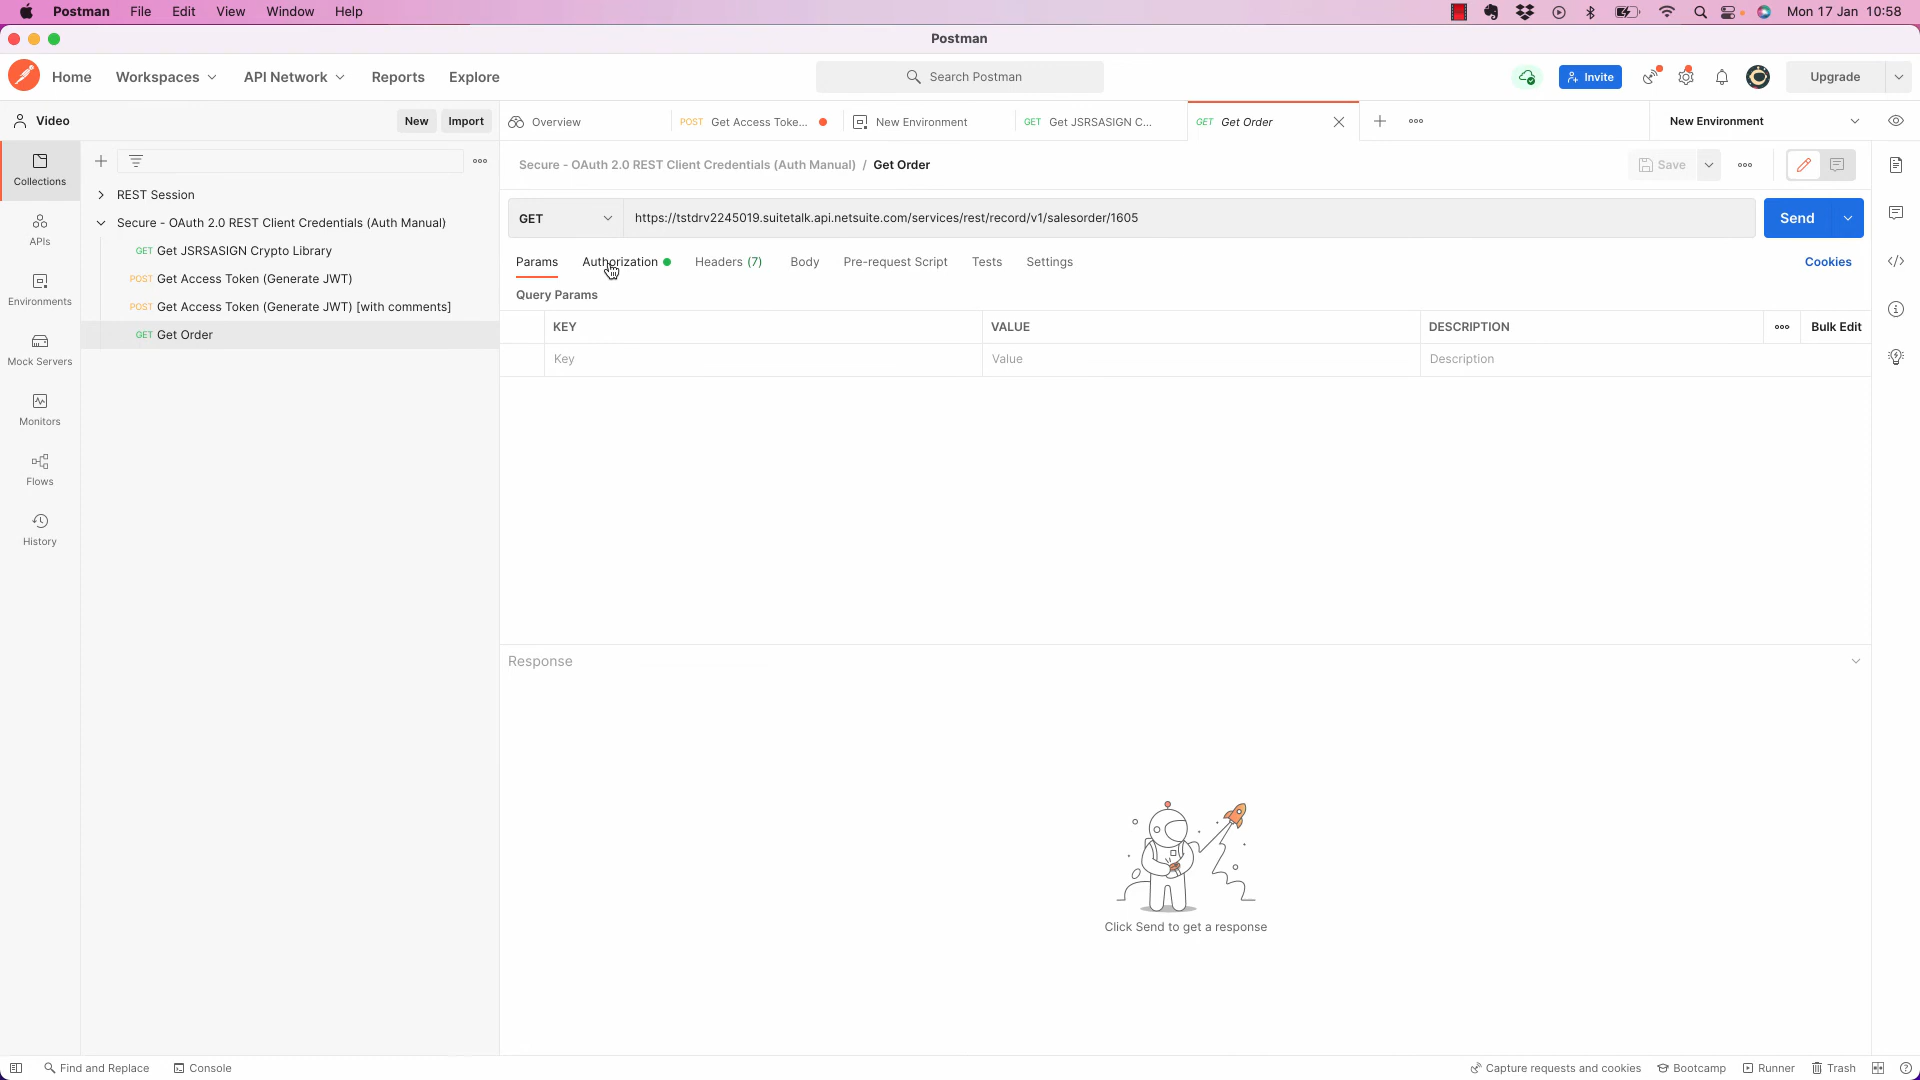 Postman File Edit View Window Help Mon 17 Jan 10:58
Postman
Home Workspaces API Network Reports Explore Search Postman Invite Upgrade
Video New Import Overview POST Get Access Toke... New Environment GET Get JSRSASIGN C... GET Get Order New Environment
Collections
APIs
Environments
Mock Servers
Monitors
Flows
History
REST Session
Secure - OAuth 2.0 REST Client Credentials (Auth Manual)
GET Get JSRSASIGN Crypto Library
POST Get Access Token (Generate JWT)
POST Get Access Token (Generate JWT) [with comments]
GET Get Order
Secure - OAuth 2.0 REST Client Credentials (Auth Manual) / Get Order Save
GET https://tstdrv2245019.suitetalk.api.netsuite.com/services/rest/record/v1/salesorder/1605 Send
Params Authorization Headers (7) Body Pre-request Script Tests Settings Cookies
Query Params
KEY VALUE DESCRIPTION Bulk Edit
Key Value Description
Response
Click Send to get a response
Find and Replace Console Capture requests and cookies Bootcamp Runner Trash